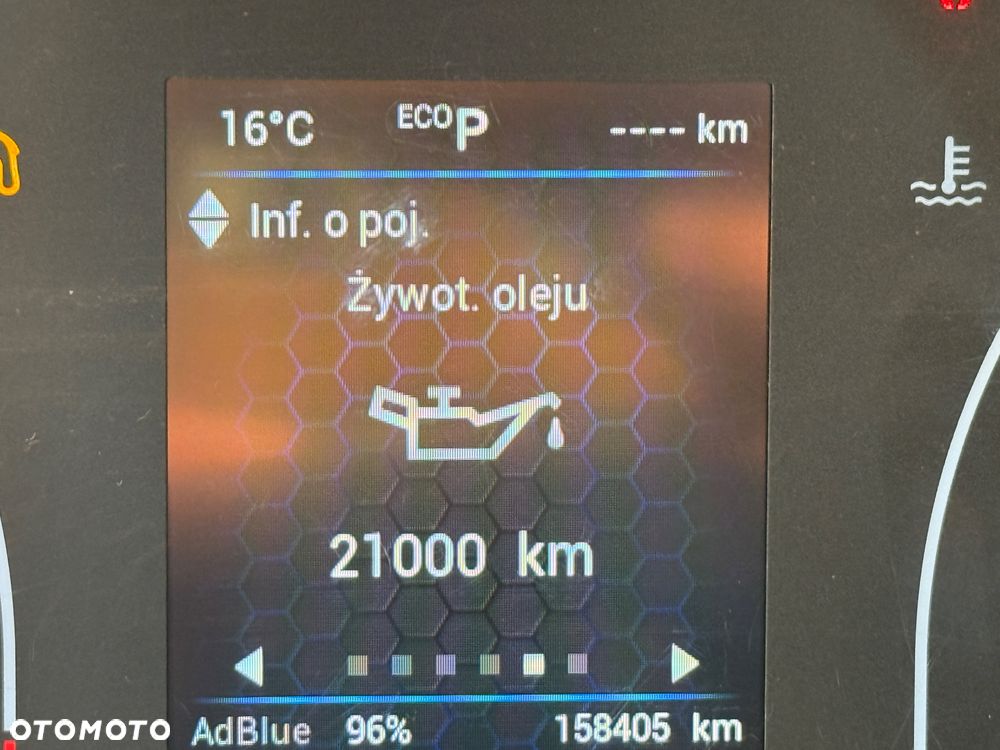 16°C ECO P ---- km
Inf. o poj.
Żywot. oleju
21000 km
AdBlue 96% 158405 km
OTOMOTO